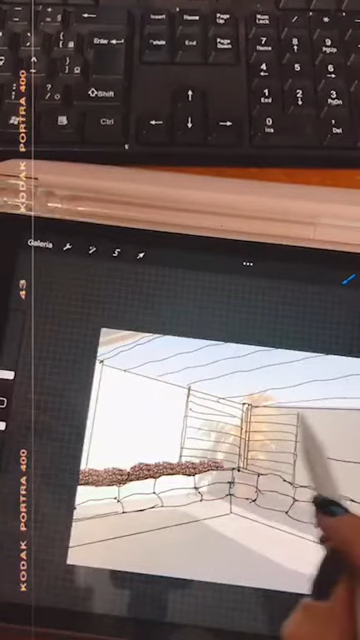 Insert Home Page Up Num Lock
Enter Delete End Page Down 7 Home 8 9 PgUp
4 5 6
Shift 1 End 2 3 PgDn
Ctrl 0 Ins Del
KODAK PORTRA 400
43
KODAK PORTRA 400
Galería